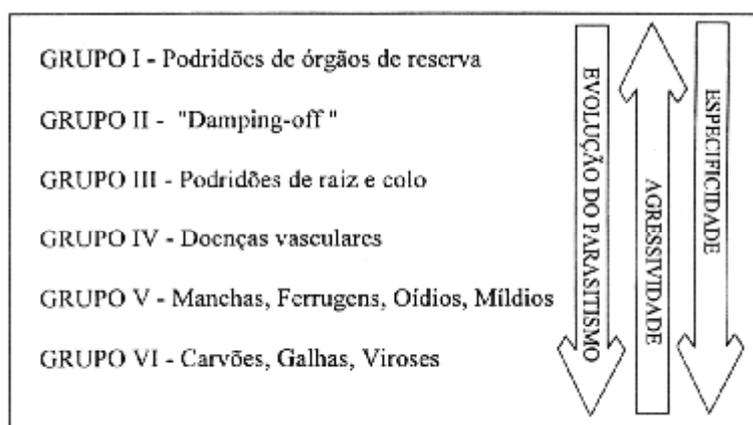 GRUPO I - Podridões de órgãos de reserva
GRUPO II - "Damping-off "
GRUPO III - Podridões de raiz e colo
GRUPO IV - Doenças vasculares
GRUPO V - Manchas, Ferrugens, Oídios, Míldios
GRUPO VI - Carvões, Galhas, Viroses
EVOLUÇÃO DO PARASITISMO
AGRESSIVIDADE
ESPECIFICIDADE